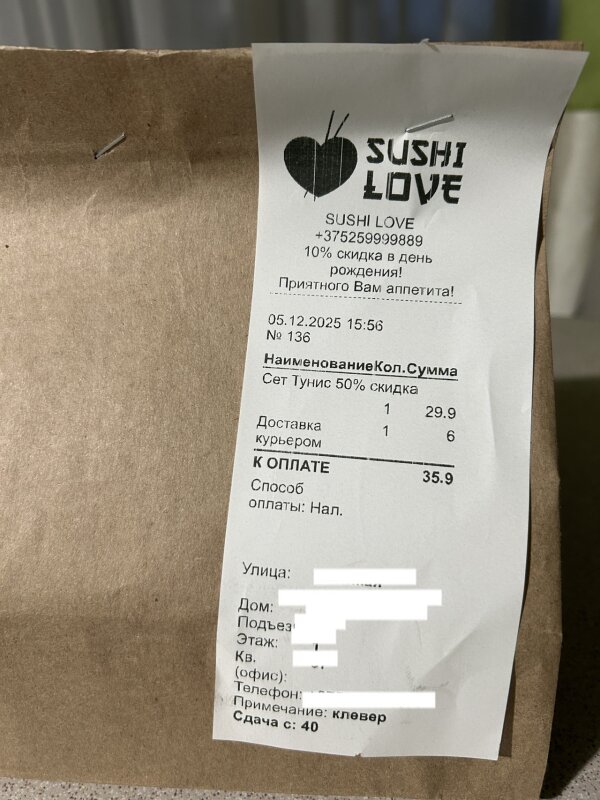 SUSHI
LOVE
SUSHI LOVE
+375259999889
10% скидка в день
рождения!
Приятного Вам аппетита!
05.12.2025 15:56
№ 136
НаименованиеКол.Сумма
Сет Тунис 50% скидка
1 29.9
Доставка 1 6
курьером
К ОПЛАТЕ 35.9
Способ
оплаты: Нал.
Улица:
Дом:
Этаж:
Кв.
(офис):
Телефон:
Примечание: клевер
Сдача с: 40